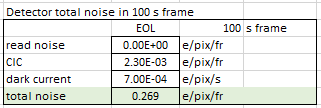 Detector total noise in 100 s frame
EOL 100 s frame
read noise 0.00E+00 e/pix/fr
CIC 2.30E-03 e/pix/fr
dark current 7.00E-04 e/pix/s
total noise 0.269 e/pix/fr